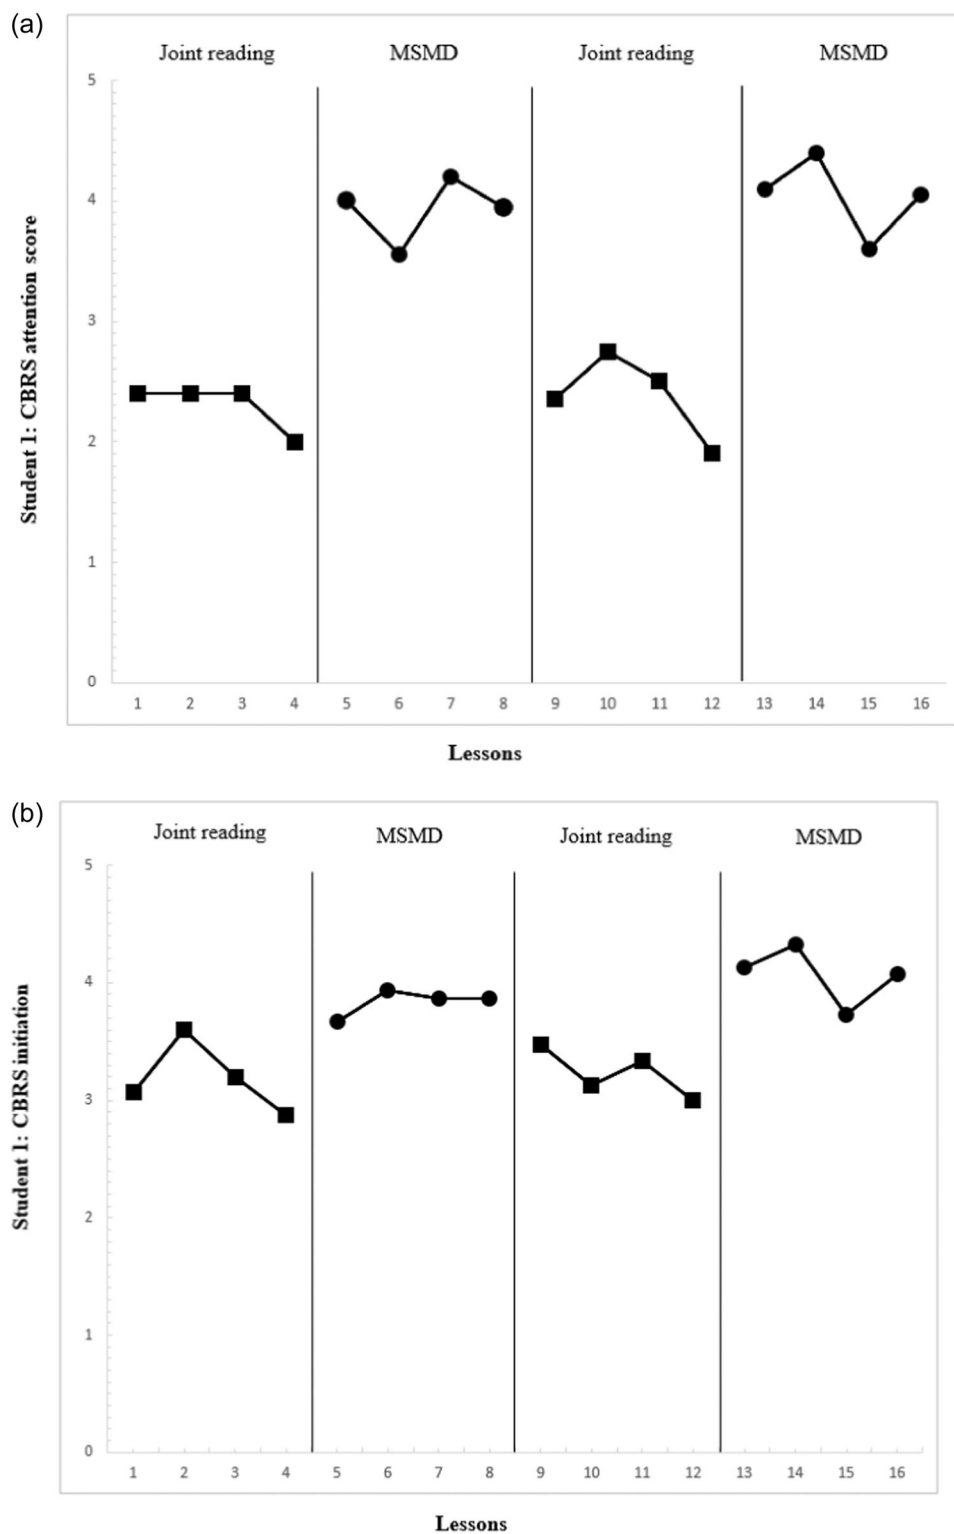 (a)
Joint reading MSMD Joint reading MSMD
5
4
3
2
1
0
Student 1: CBRS attention score
1 2 3 4 5 6 7 8 9 10 11 12 13 14 15 16
Lessons
(b)
Joint reading MSMD Joint reading MSMD
5
4
3
2
1
0
Student 1: CBRS initiation
1 2 3 4 5 6 7 8 9 10 11 12 13 14 15 16
Lessons